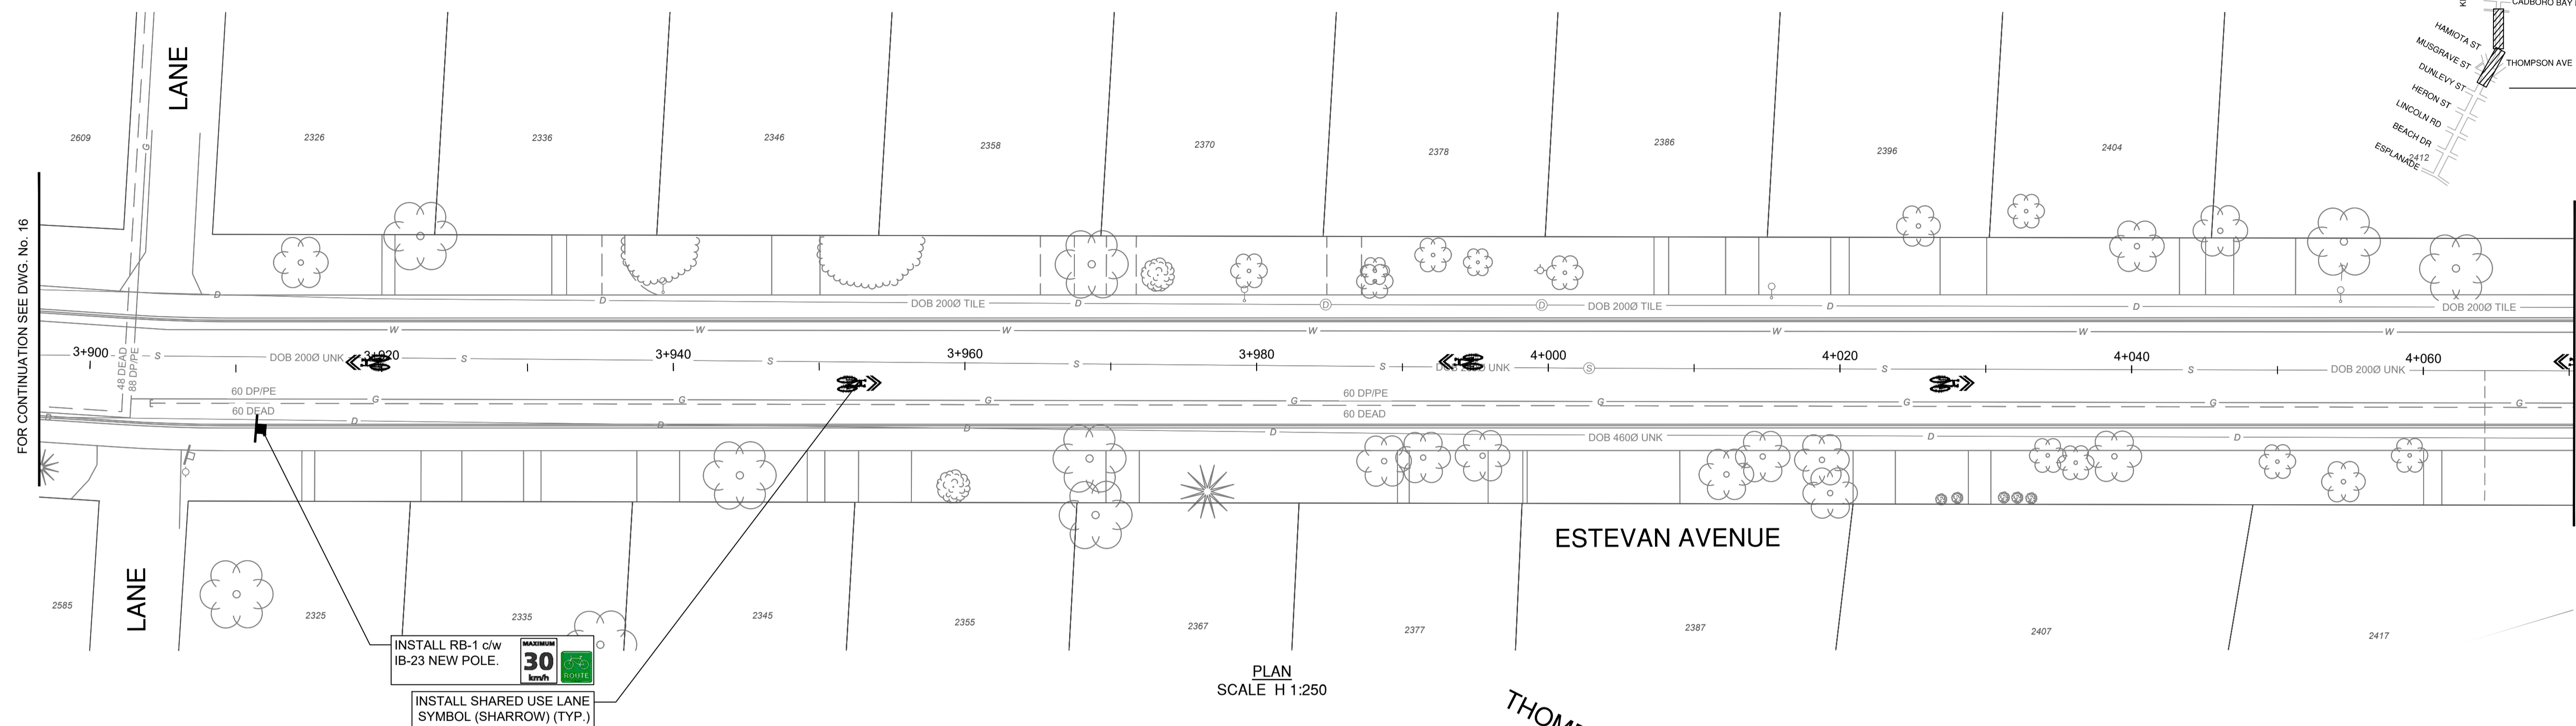 CADBORO BAY
HAMIOTA ST
MUSGRAVE ST
THOMPSON AVE
DUNLEVY ST
HERON ST
LINCOLN RD
BEACH DR
ESPLANADE
2412
LANE
2609
2326
2336
2346
2358
2370
2378
2386
2396
2404
G
FOR CONTINUATION SEE DWG. No. 16
D
D
DOB 200Ø TILE
D
D
D
DOB 200Ø TILE
D
D
DOB 200Ø TILE
W
W
W
W
W
W
W
3+900
S
DOB 200Ø UNK
3+920
S
3+940
S
3+960
S
3+980
S
DOB 200Ø UNK
4+000
S
4+020
S
4+040
S
DOB 200Ø UNK
4+060
48 DEAD
88 DP/PE
60 DP/PE
G
G
G
G
60 DP/PE
G
G
G
G
60 DEAD
60 DEAD
D
D
D
D
D
DOB 460Ø UNK
D
D
ESTEVAN AVENUE
LANE
2585
2325
2335
2345
2355
2367
2377
2387
2407
2417
INSTALL RB-1 c/w
IB-23 NEW POLE.
MAXIMUM
30
km/h
ROUTE
INSTALL SHARED USE LANE
SYMBOL (SHARROW) (TYP.)
PLAN
SCALE H 1:250